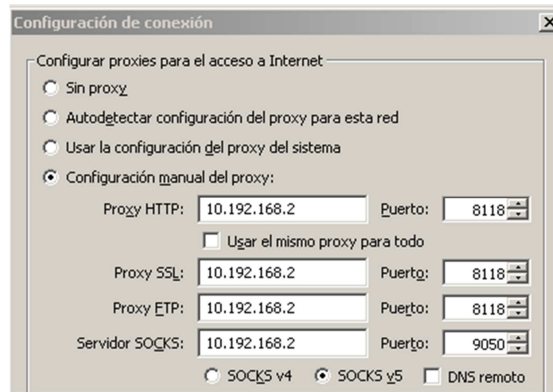 Configuración de conexión
Configurar proxies para el acceso a Internet
Sin proxy
Autodetectar configuración del proxy para esta red
Usar la configuración del proxy del sistema
Configuración manual del proxy:
Proxy HTTP: 10.192.168.2 Puerto: 8118
Usar el mismo proxy para todo
Proxy SSL: 10.192.168.2 Puerto: 8118
Proxy FTP: 10.192.168.2 Puerto: 8118
Servidor SOCKS: 10.192.168.2 Puerto: 9050
SOCKS v4 SOCKS v5 DNS remoto